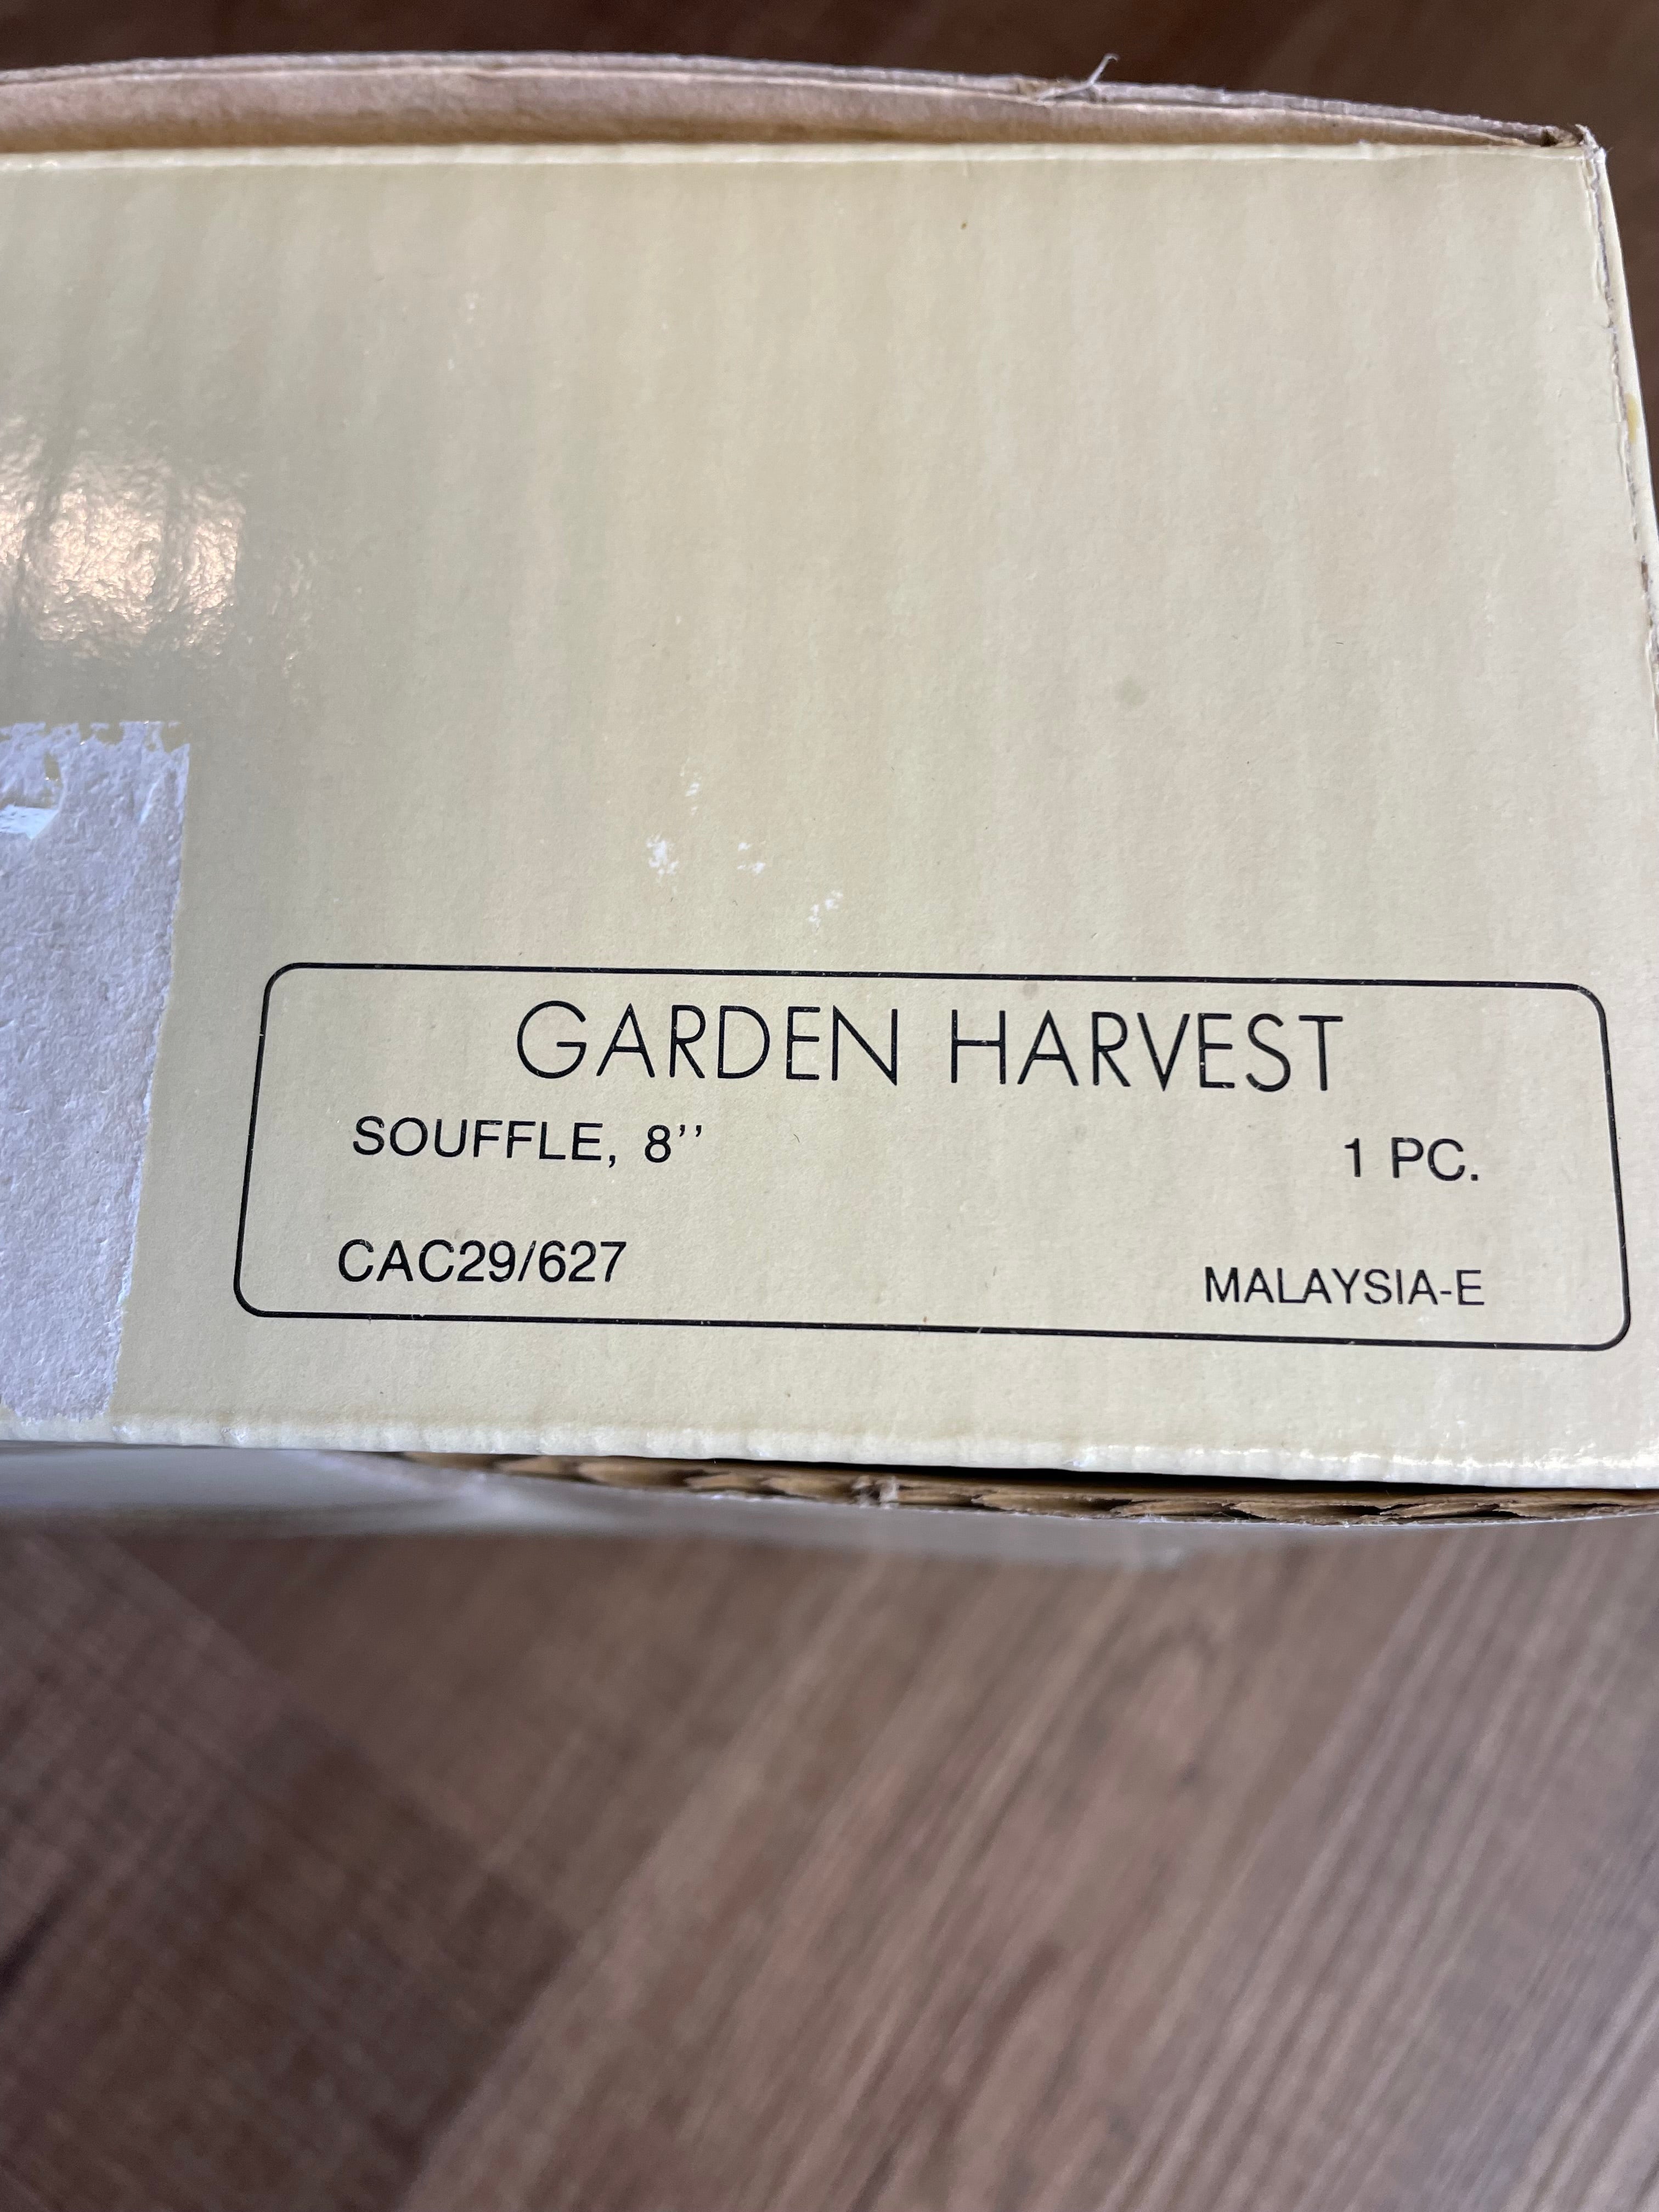 GARDEN HARVEST
SOUFFLE, 8’’ 1 PC.
CAC29/627 MALAYSIA-E